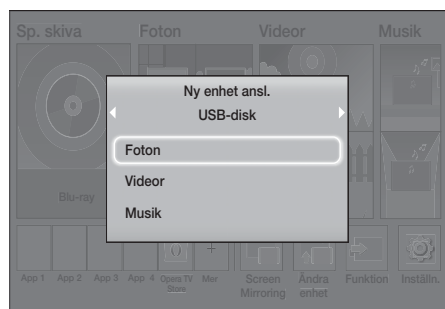 Sp. skiva Foton Videor Musik
Ny enhet ansl.
USB-disk
Foton
Videor
Musik
Blu-ray
App 1 App 2 App 3 App 4 Opera TV Store Mer Screen Mirroring Ändra enhet Funktion Inställn.